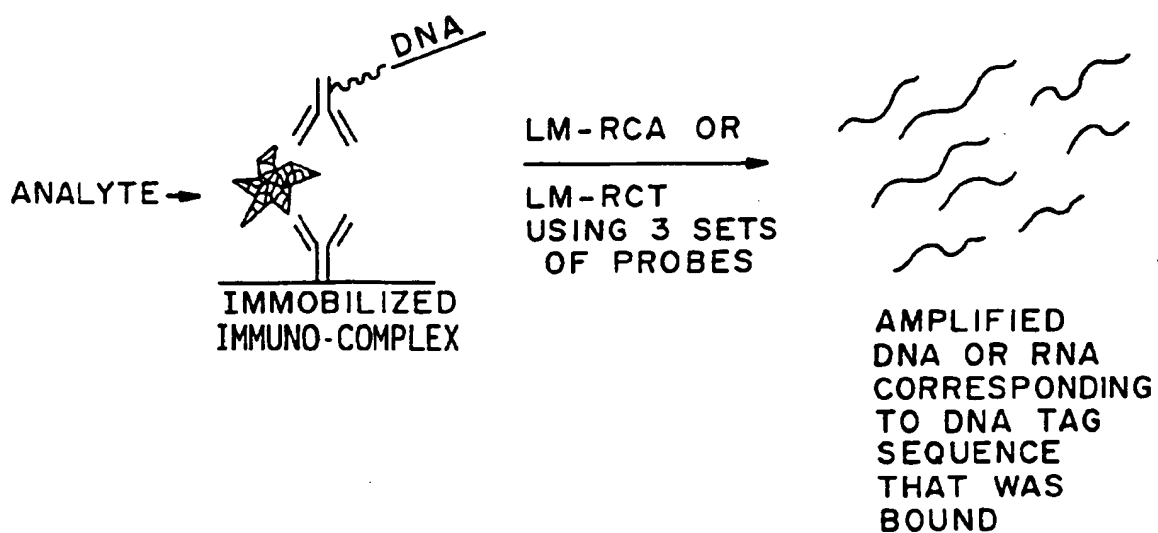 DNA
ANALYTE
IMMOBILIZED
IMMUNO-COMPLEX
LM-RCA OR
LM-RCT
USING 3 SETS
OF PROBES
AMPLIFIED
DNA OR RNA
CORRESPONDING
TO DNA TAG
SEQUENCE
THAT WAS
BOUND